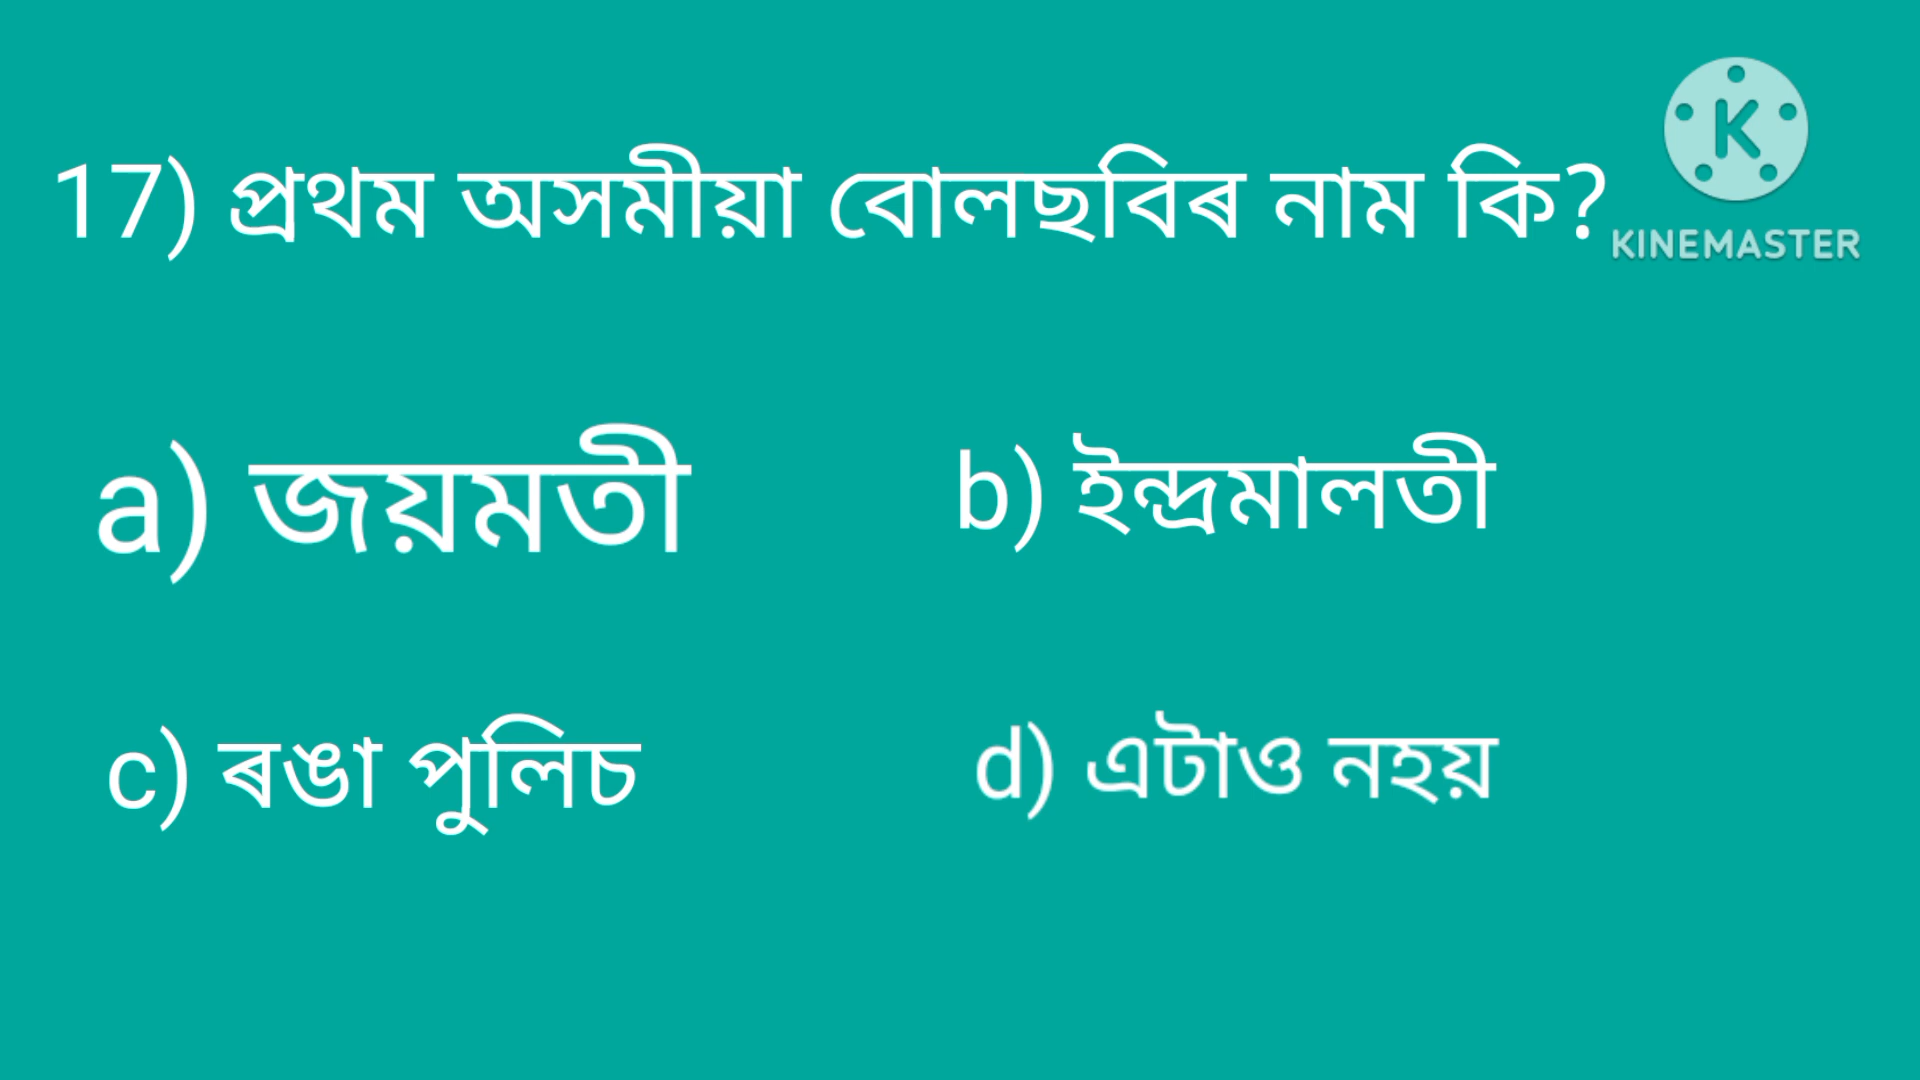 17) প্ৰথম অসমীয়া বোলছবিৰ নাম কি?
KINEMASTER
a) জয়মতী
b) ইন্দ্ৰমালতী
c) ৰঙা পুলিচ
d) এটাও নহয়